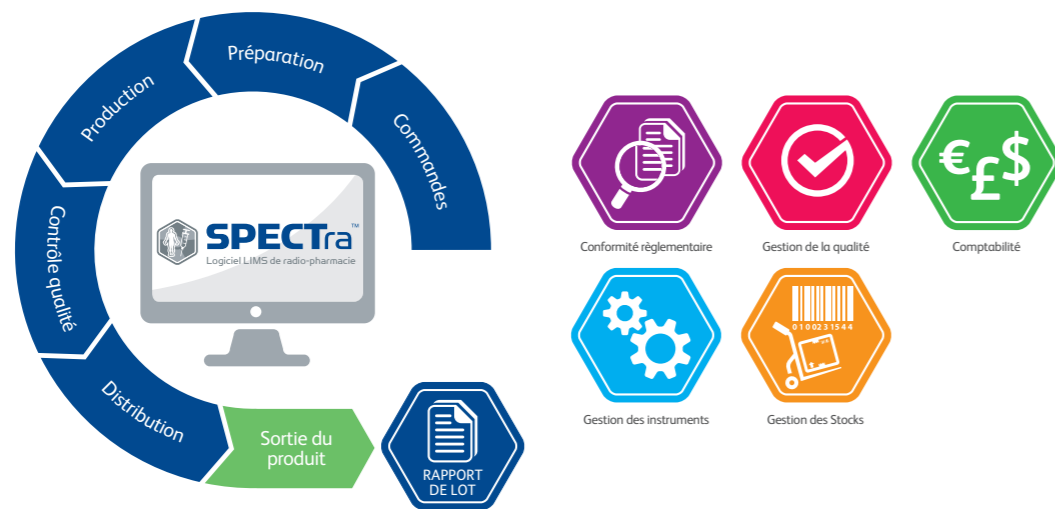 Commandes
Préparation
Production
Contrôle qualité
Distribution
Sortie du
produit
RAPPORT
DE LOT
SPECTra™
Logiciel LIMS de radio-pharmacie
€£$
Conformité règlementaire
Gestion de la qualité
Comptabilité
0100231544
Gestion des instruments
Gestion des Stocks